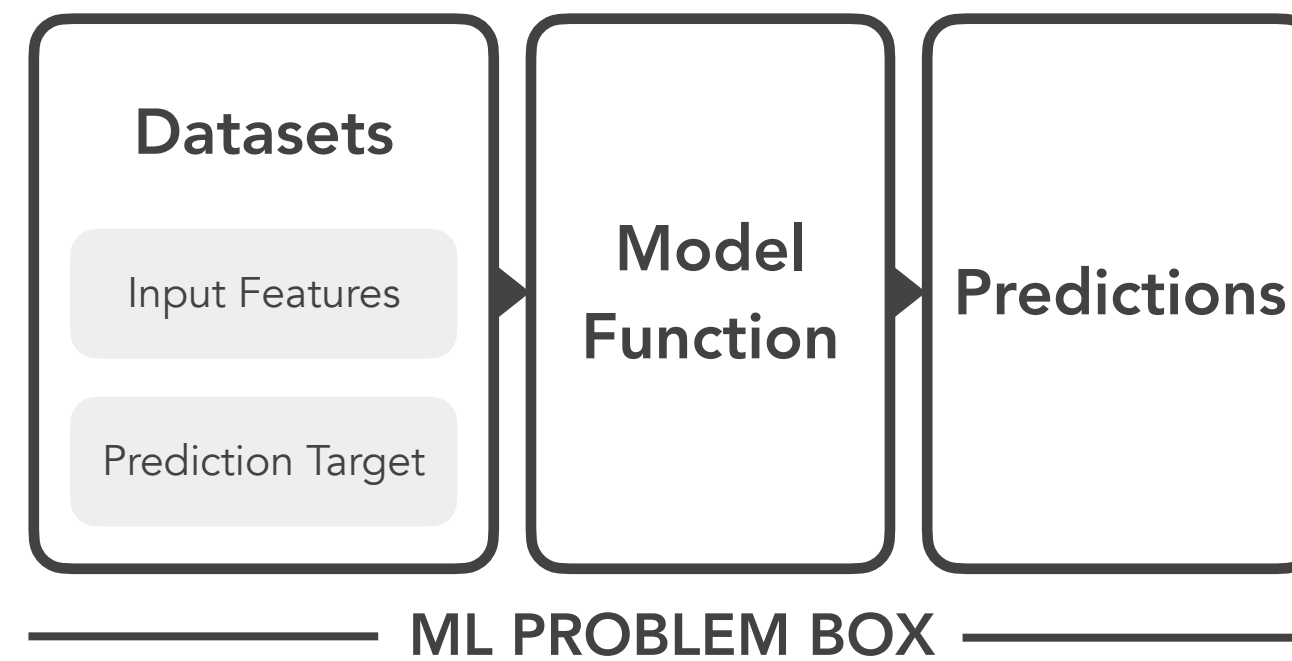 Datasets
Input Features
Prediction Target
Model
Function
Predictions
ML PROBLEM BOX